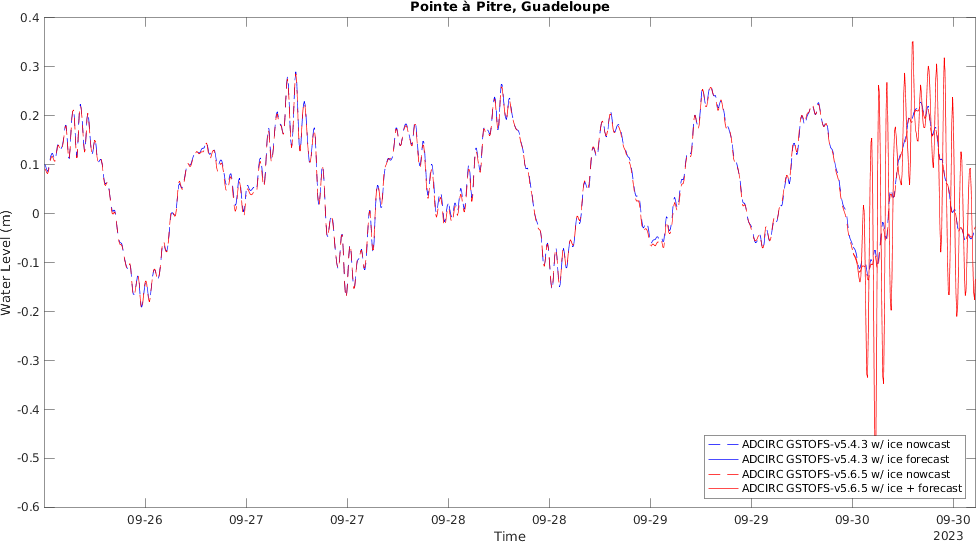 Pointe à Pitre, Guadeloupe
0.4
0.3
0.2
0.1
0
-0.1
-0.2
-0.3
-0.4
-0.5
-0.6
Water Level (m)
ADCIRC GSTOFS-v5.4.3 w/ ice nowcast
ADCIRC GSTOFS-v5.4.3 w/ ice forecast
ADCIRC GSTOFS-v5.6.5 w/ ice nowcast
ADCIRC GSTOFS-v5.6.5 w/ ice + forecast
09-26 09-27 09-27 09-28 09-28 09-29 09-29 09-30 09-30
Time
2023